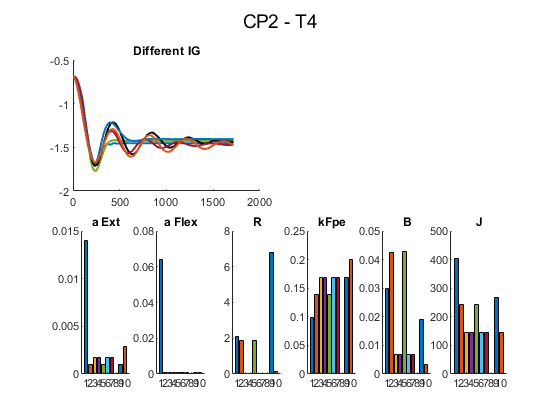 CP2 - T4
Different IG
-0.5
-1
-1.5
-2
0 500 1000 1500 2000
a Ext a Flex R kFpe B J
0.015 0.08 8 0.25 0.05 500
0.2 0.04 400
0.06 6
0.01
0.15 0.03 300
0.04 4
0.1 0.02 200
0.005
0.02 2
0.05 0.01 100
0 0 0 0 0 0
12345678910 12345678910 12345678910 12345678910 12345678910 12345678910